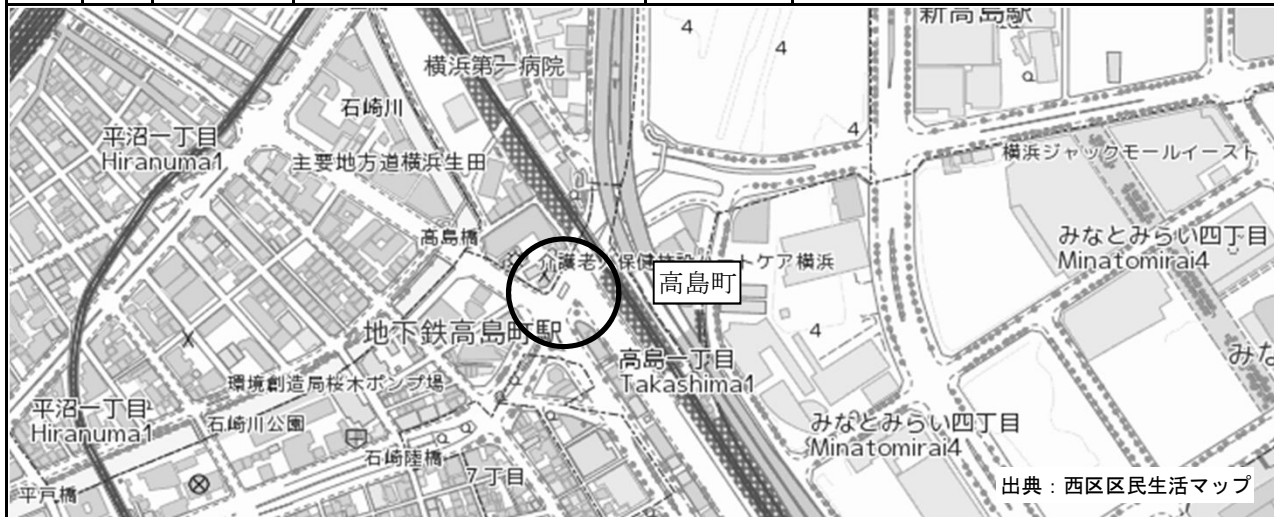 新高島駅
4
4
横浜第一病院
石崎川
平沼一丁目
Hiranuma1
4
横浜ジャックモールイースト
主要地方道横浜生田
高島橋
みなとみらい四丁目
Minatomirai4
介護老人保健施設ハートケア横浜
高島町
地下鉄高島町駅
4
高島一丁目
Takashima1
みな
環境創造局桜木ポンプ場
平沼一丁目
Hiranuma1
石崎川公園
みなとみらい四丁目
Minatomirai4
石崎陸橋
7丁目
平戸橋
出典：西区区民生活マップ